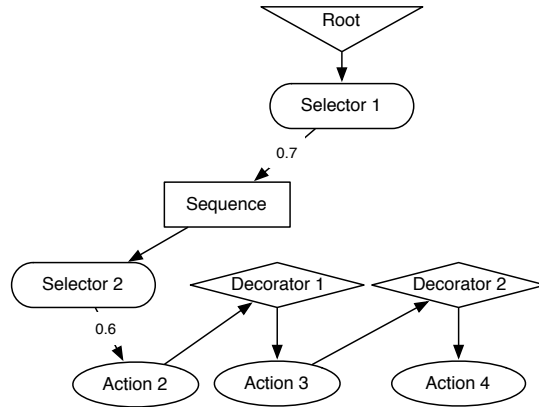 Root
Selector 1
0.7
Sequence
Selector 2
Decorator 1
Decorator 2
0.6
Action 2
Action 3
Action 4